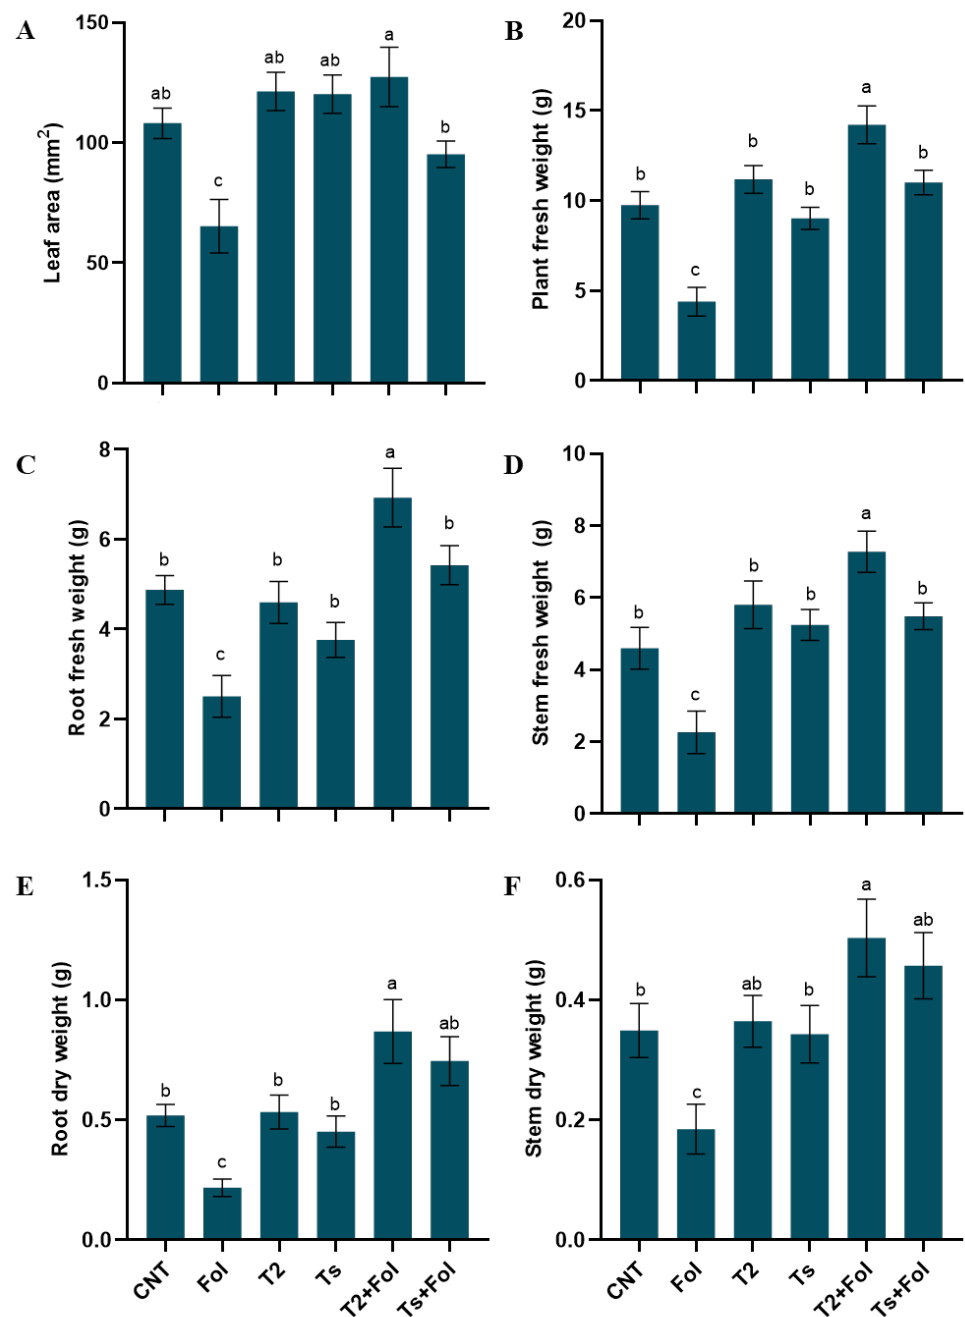 A
Leaf area (mm²)
150
100
50
0
ab
c
ab
ab
a
b
B
Plant fresh weight (g)
20
15
10
5
0
b
c
b
b
a
b
C
Root fresh weight (g)
8
6
4
2
0
b
c
b
b
a
b
D
Stem fresh weight (g)
10
8
6
4
2
0
b
c
b
b
a
b
E
Root dry weight (g)
1.5
1.0
0.5
0.0
b
c
b
b
a
ab
CNT
Fol
T2
Ts
T2+Fol
Ts+Fol
F
Stem dry weight (g)
0.6
0.4
0.2
0.0
b
c
ab
b
a
ab
CNT
Fol
T2
Ts
T2+Fol
Ts+Fol